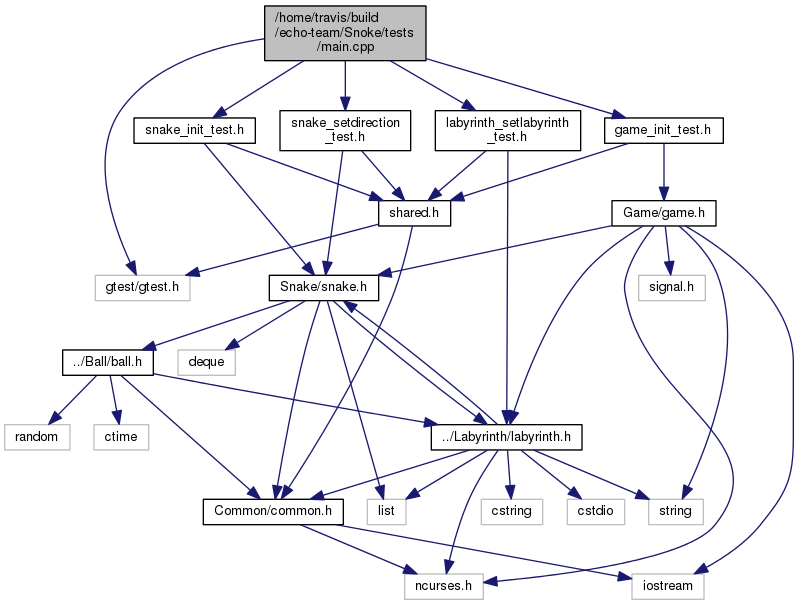 /home/travis/build
/echo-team/Snoke/tests
/main.cpp
snake_init_test.h
snake_setdirection
_test.h
labyrinth_setlabyrinth
_test.h
game_init_test.h
shared.h
Game/game.h
gtest/gtest.h
Snake/snake.h
signal.h
../Ball/ball.h
deque
random
ctime
../Labyrinth/labyrinth.h
Common/common.h
list
cstring
cstdio
string
ncurses.h
iostream